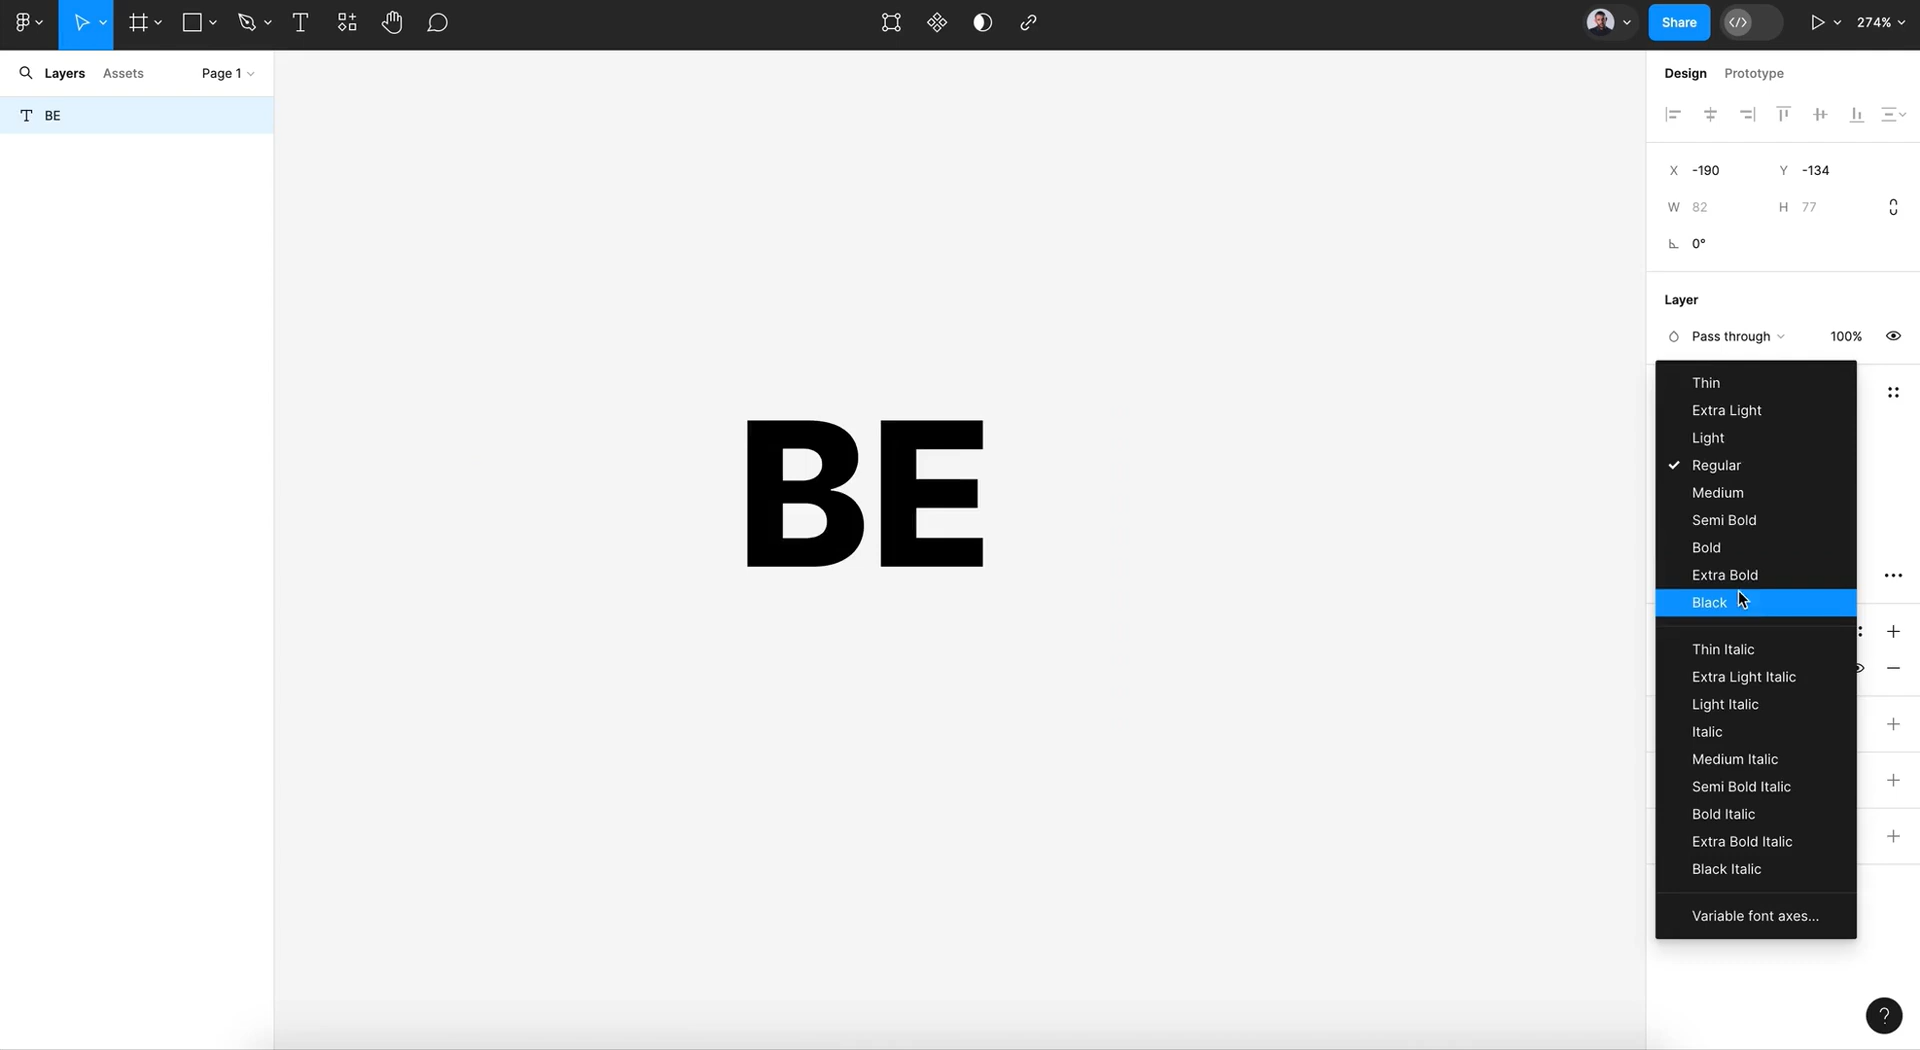 Share
274%
Layers
Assets
Page 1
BE
BE
Design
Prototype
X -190
Y -134
W 82
H 77
0°
Layer
Pass through
100%
Thin
Extra Light
Light
Regular
Medium
Semi Bold
Bold
Extra Bold
Black
Thin Italic
Extra Light Italic
Light Italic
Italic
Medium Italic
Semi Bold Italic
Bold Italic
Extra Bold Italic
Black Italic
Variable font axes...
?